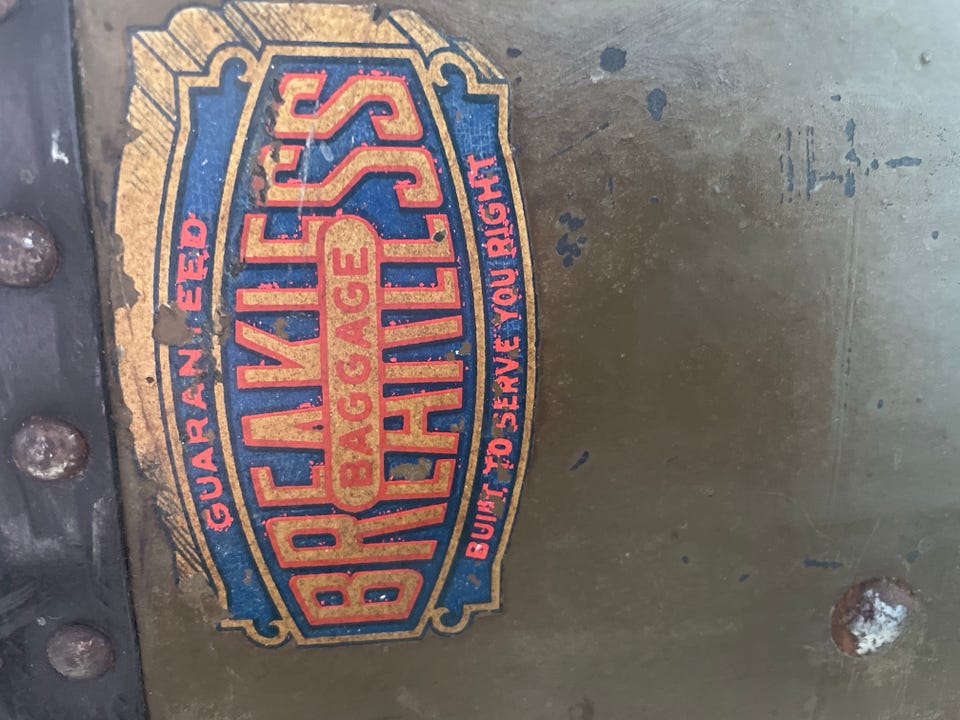 GUARANTEED
BREAKLESS
BAGGAGE
BUILT TO SERVE YOU RIGHT